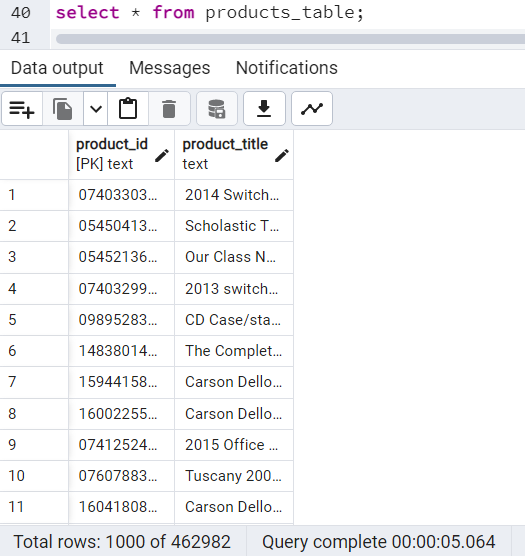 40 select * from products_table;
41
Data output Messages Notifications
product_id product_title
[PK] text text
1 07403303... 2014 Switch...
2 05450413... Scholastic T...
3 05452136... Our Class N...
4 07403299... 2013 switch...
5 09895283... CD Case/sta...
6 14838014... The Complet...
7 15944158... Carson Dello...
8 16002255... Carson Dello...
9 07412524... 2015 Office ...
10 07607883... Tuscany 200...
11 16041808... Carson Dello...
Total rows: 1000 of 462982 Query complete 00:00:05.064